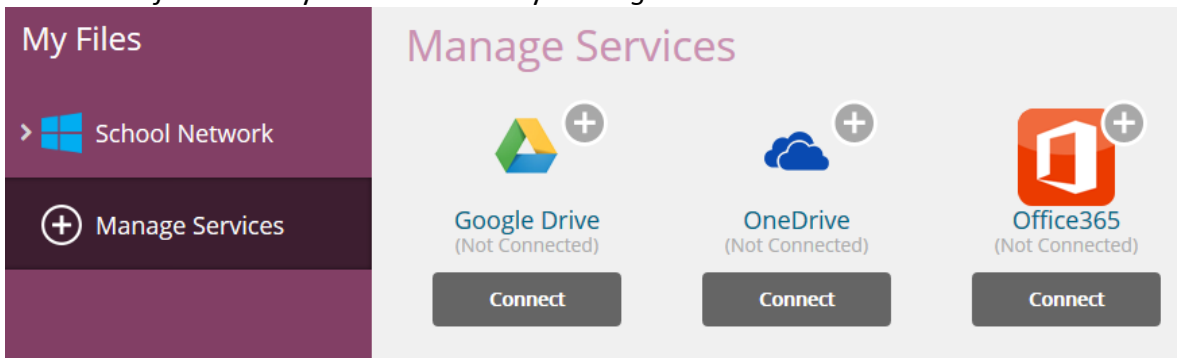 My Files
School Network
Manage Services
Manage Services
Google Drive
(Not Connected)
Connect
OneDrive
(Not Connected)
Connect
Office365
(Not Connected)
Connect